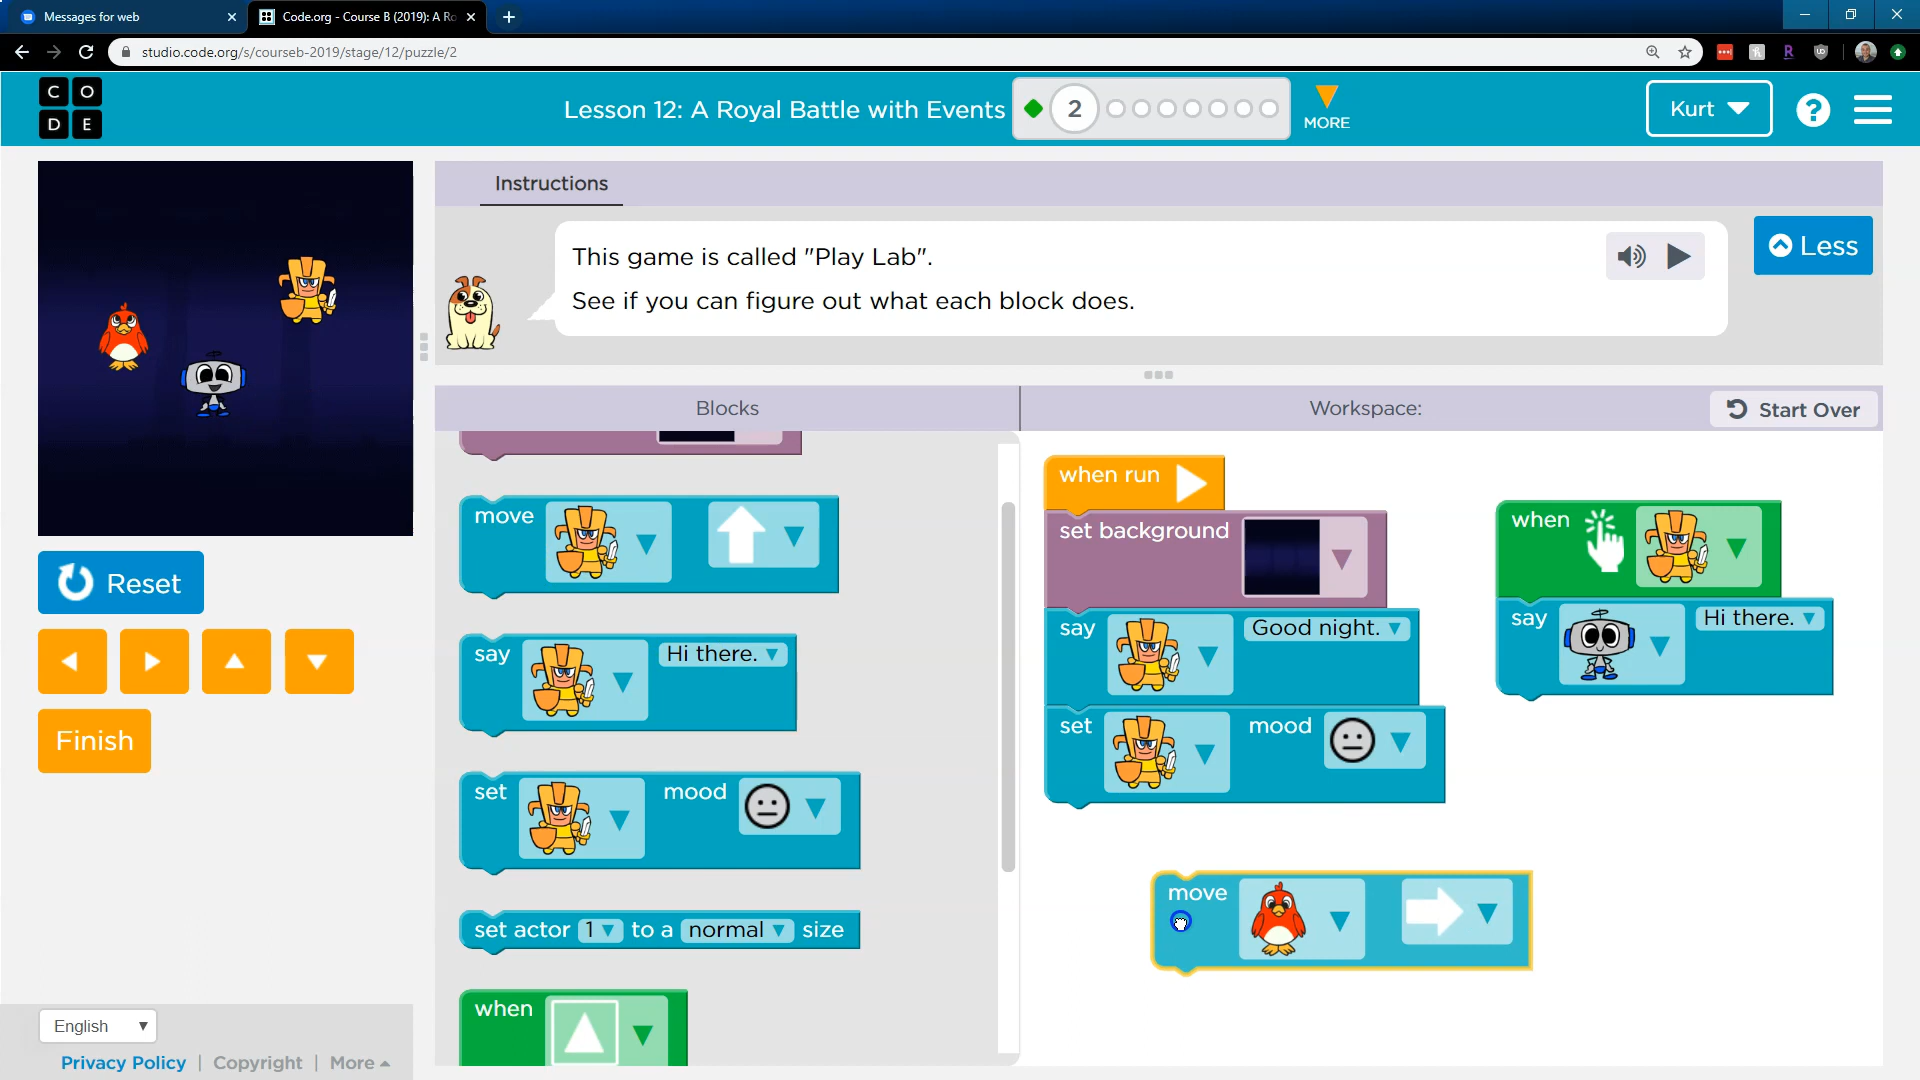 Messages for web
Code.org - Course B (2019): A Ro
studio.code.org/s/courseb-2019/stage/12/puzzle/2
C O
D E
Lesson 12: A Royal Battle with Events
2
MORE
Kurt
?
Instructions
This game is called "Play Lab".
See if you can figure out what each block does.
Less
Blocks
Workspace:
Start Over
Reset
Finish
move
say
Hi there.
set
mood
set actor 1 to a normal size
when
when run
set background
say
Good night.
set
mood
when
say
Hi there.
move
English
Privacy Policy | Copyright | More